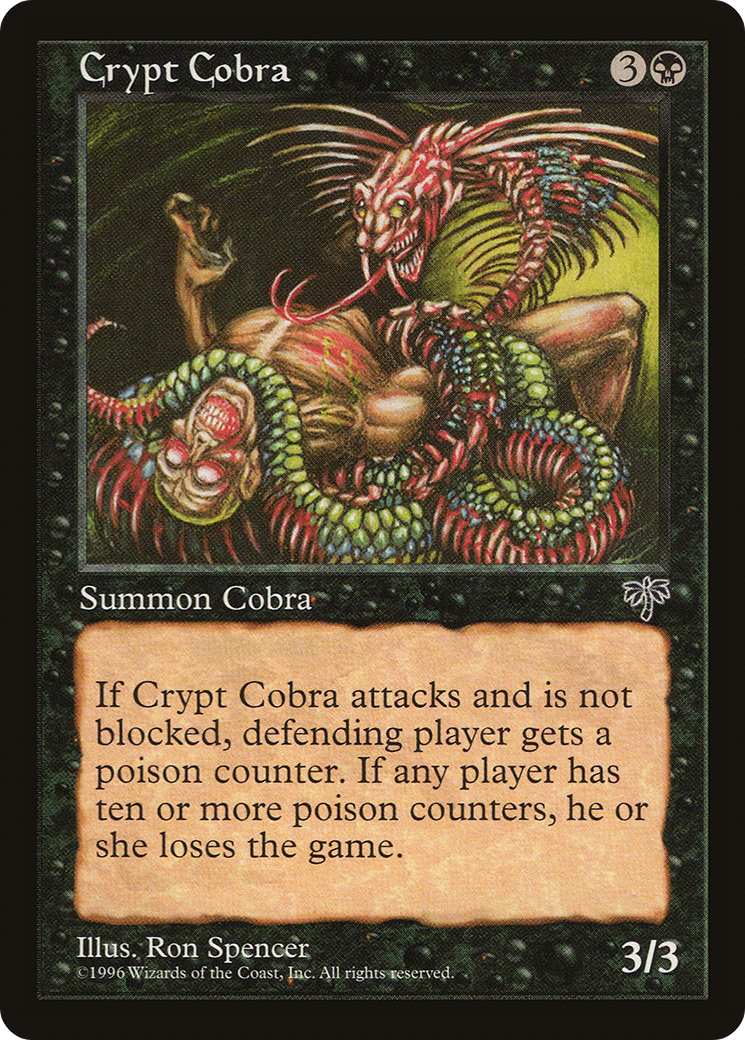 Crypt Cobra 3
Summon Cobra
If Crypt Cobra attacks and is not
blocked, defending player gets a
poison counter. If any player has
ten or more poison counters, he or
she loses the game.
Illus. Ron Spencer
©1996 Wizards of the Coast, Inc. All rights reserved.
3/3